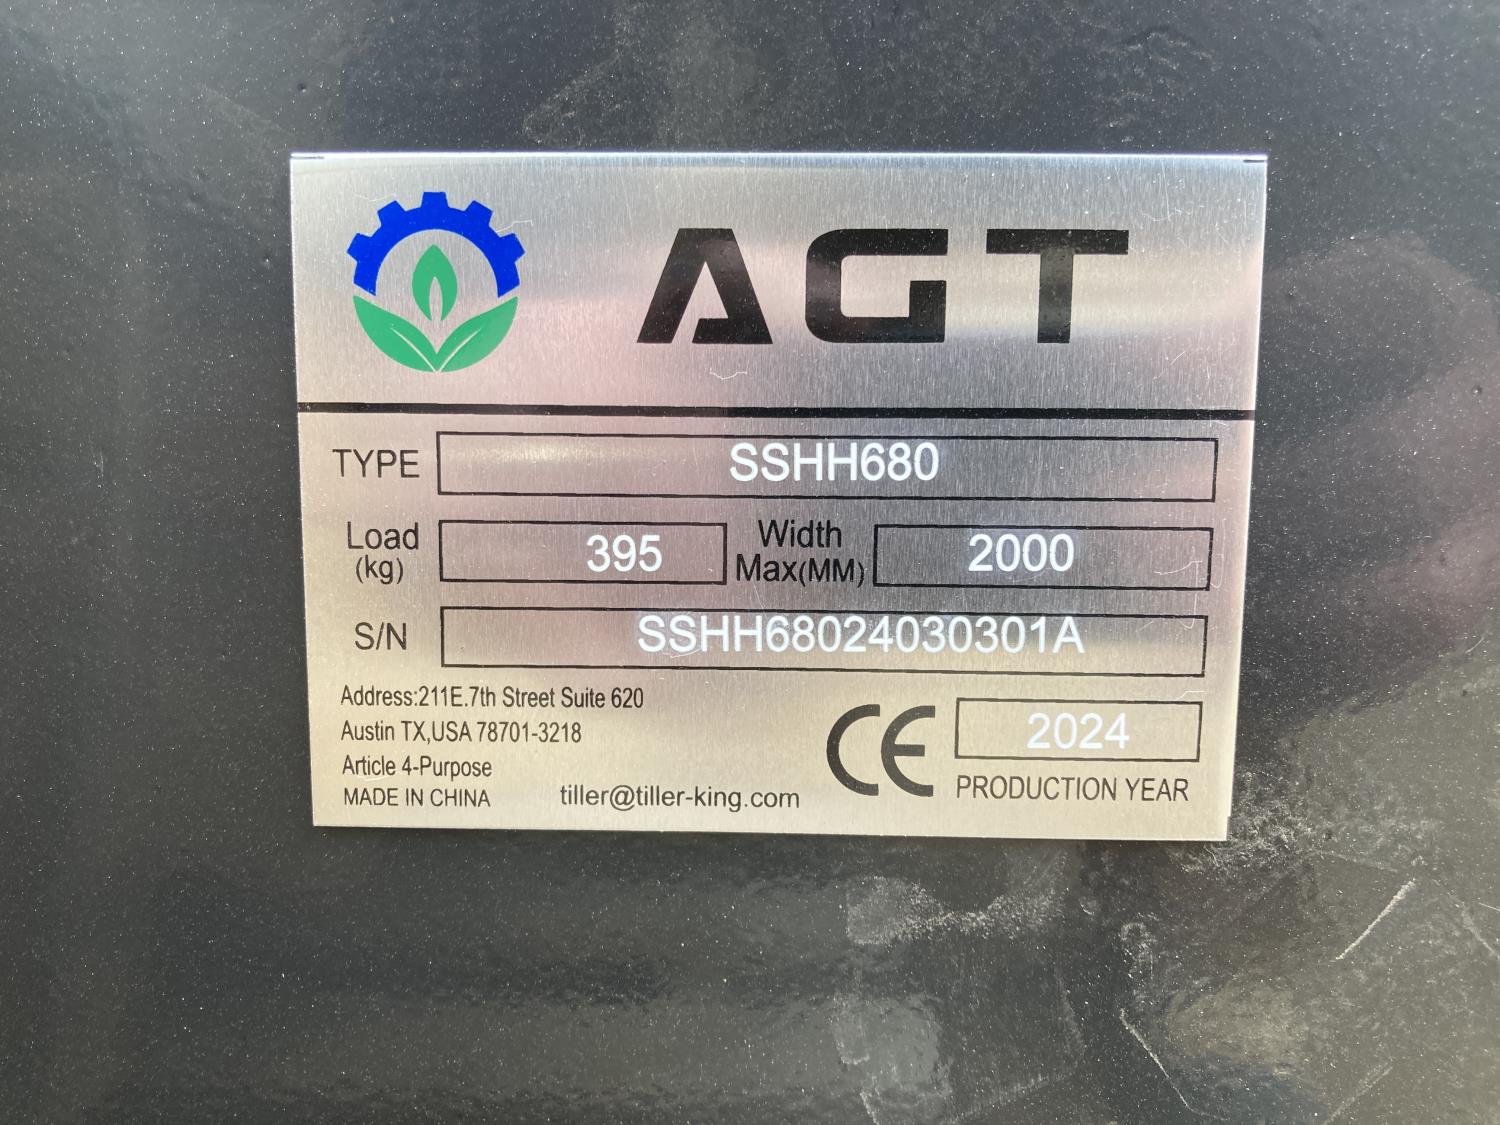 AGT
TYPE SSHH680
Load (kg) 395 Width Max(MM) 2000
S/N SSHH68024030301A
Address:211E.7th Street Suite 620
Austin TX,USA 78701-3218
Article 4-Purpose
MADE IN CHINA
tiller@tiller-king.com
CE
2024
PRODUCTION YEAR